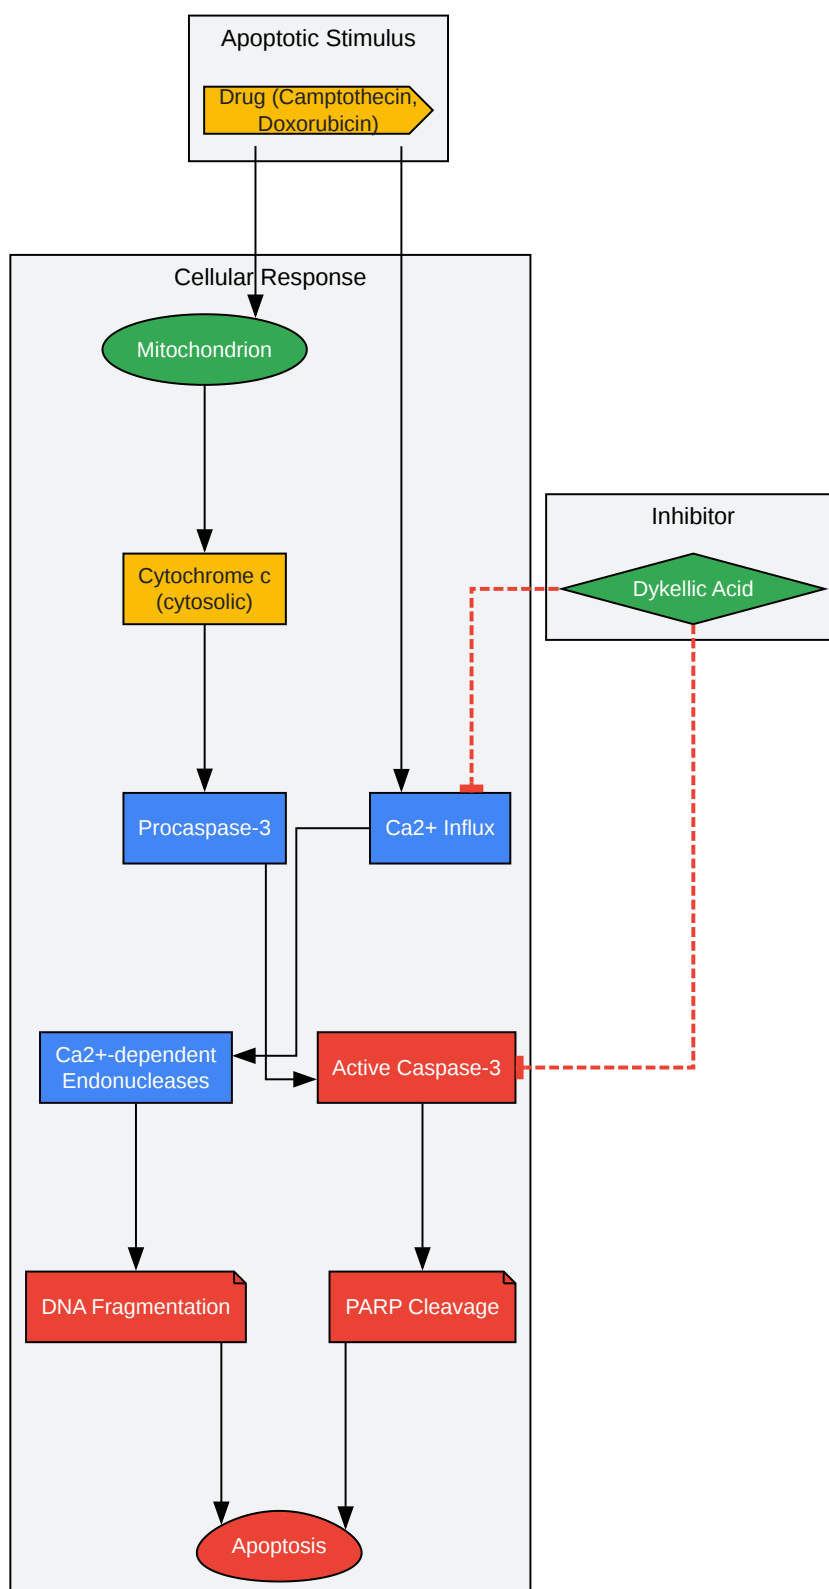 Apoptotic Stimulus
Drug (Camptothecin,
Doxorubicin)
Cellular Response
Mitochondrion
Inhibitor
Cytochrome c
(cytosolic)
Dykellic Acid
Procaspase-3
Ca2+ Influx
Ca2+-dependent
Endonucleases
Active Caspase-3
DNA Fragmentation
PARP Cleavage
Apoptosis